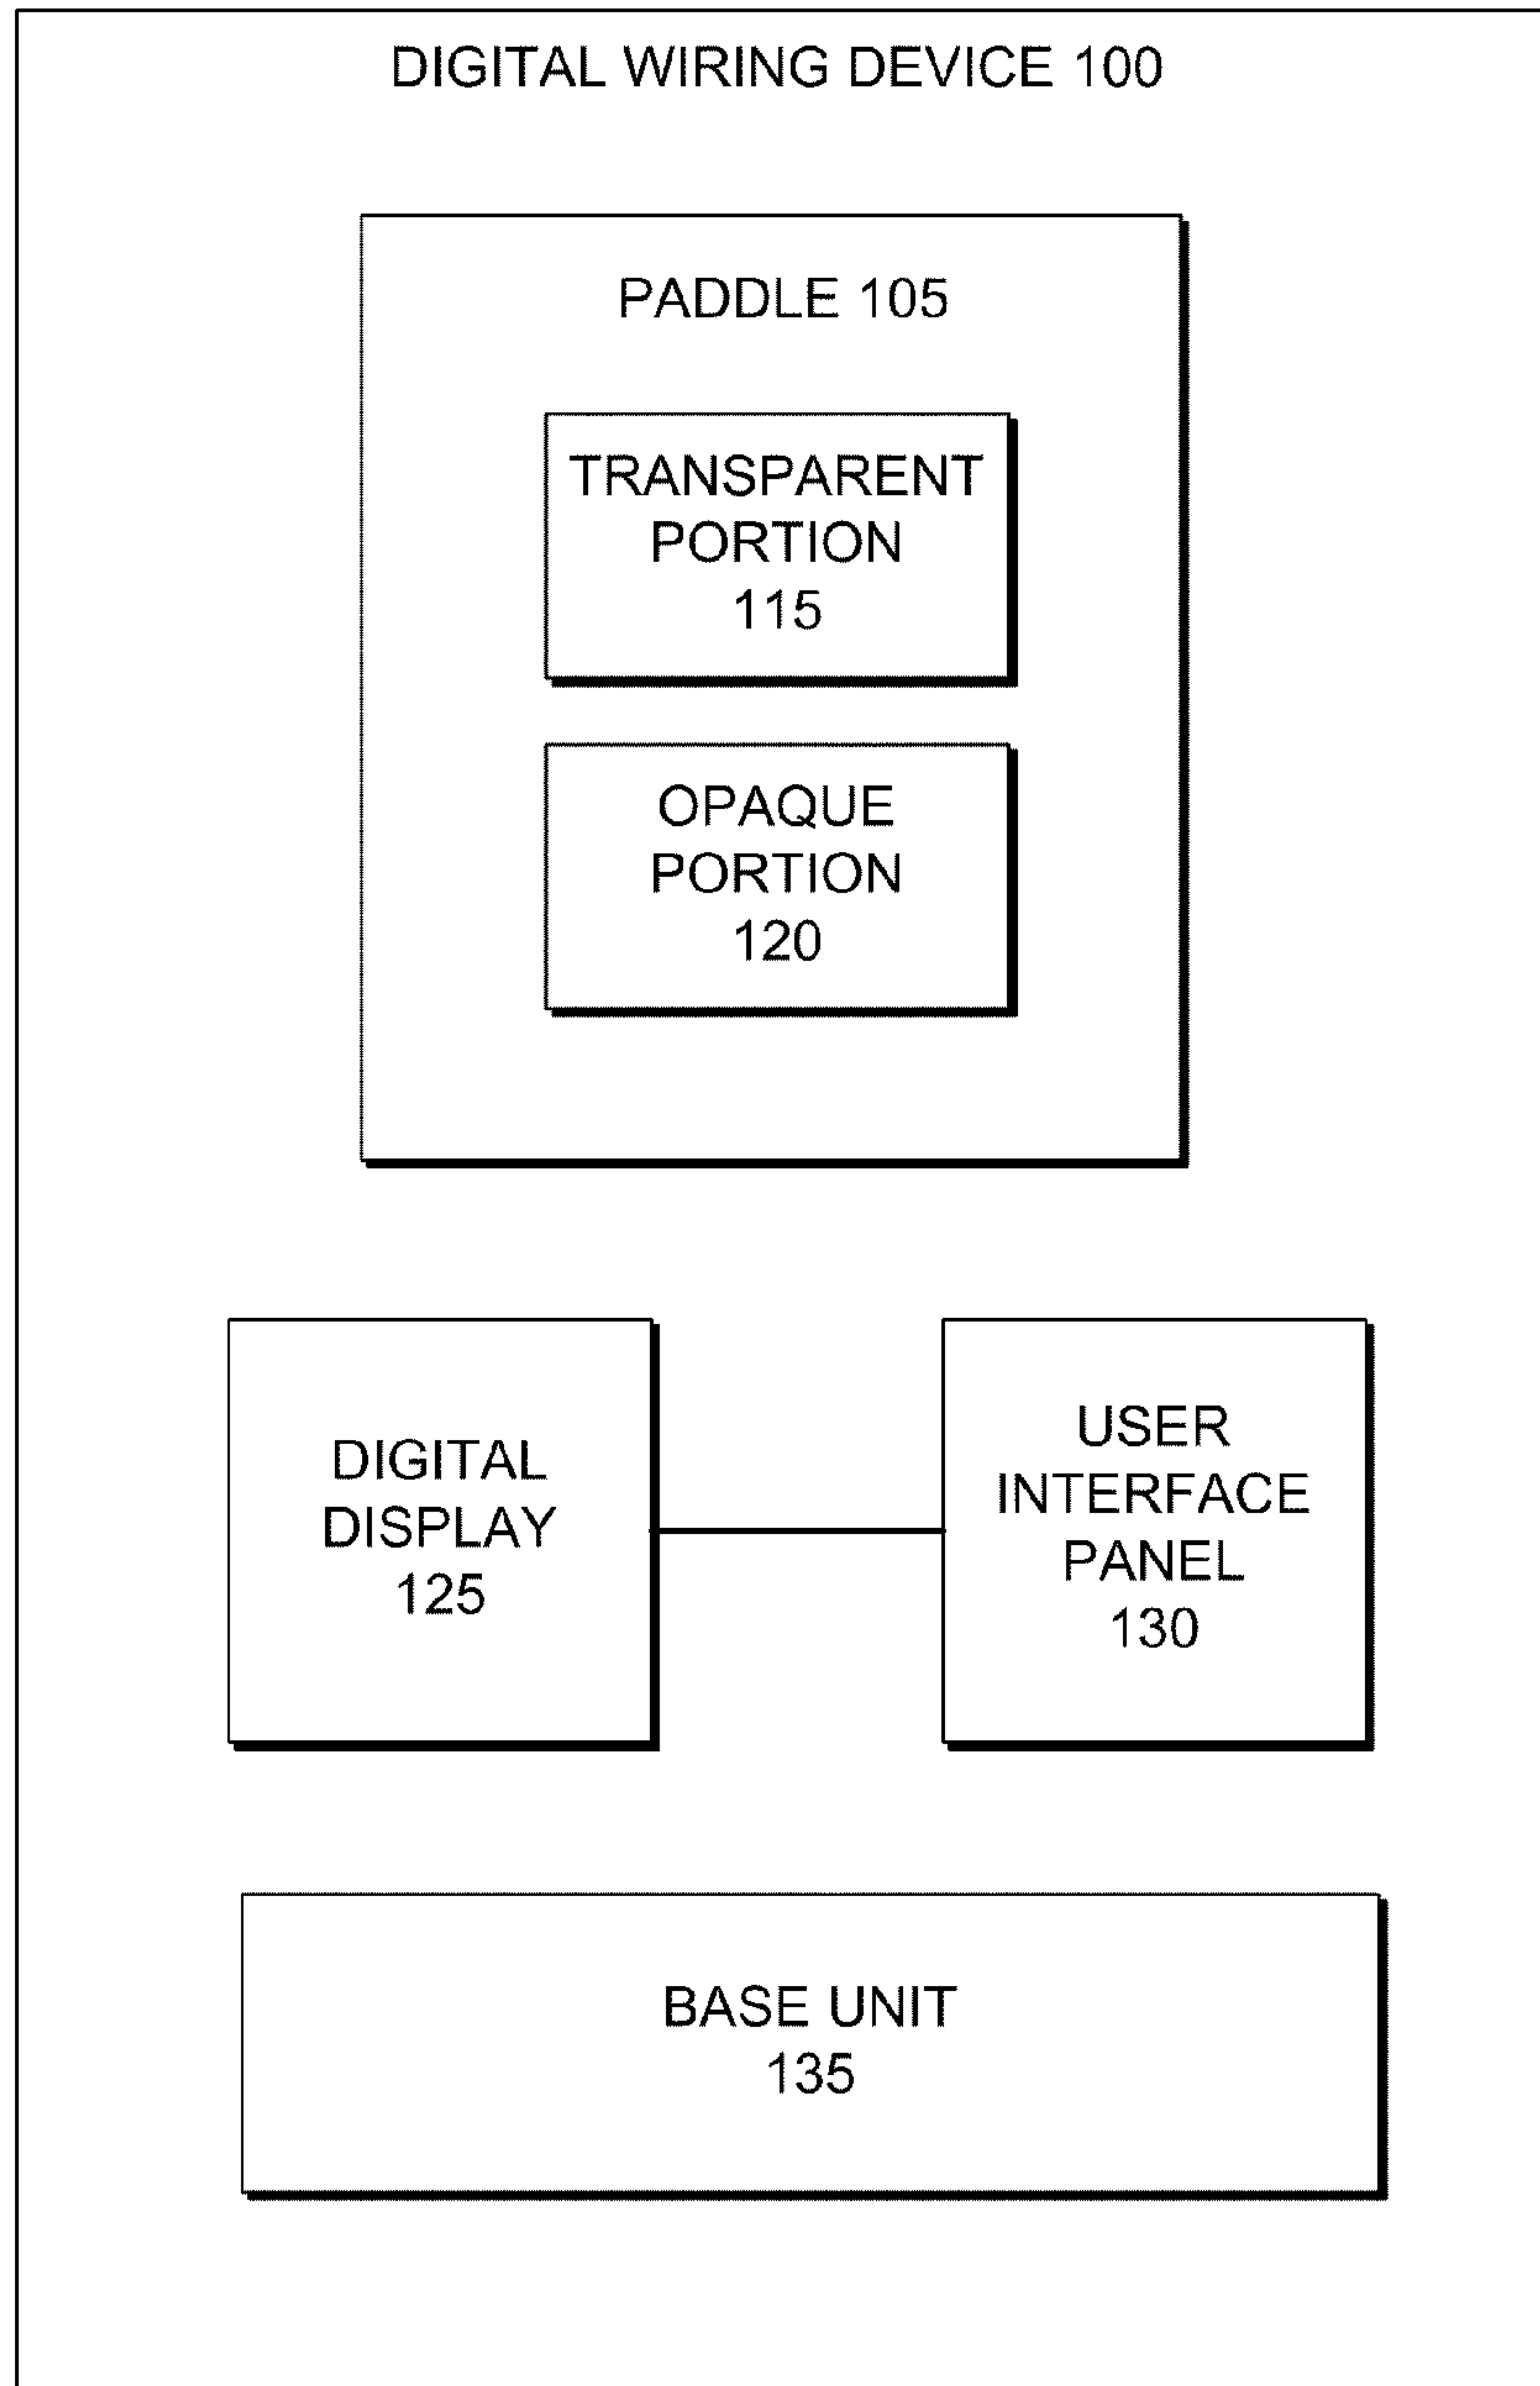 DIGITAL WIRING DEVICE 100
PADDLE 105
TRANSPARENT
PORTION
115
OPAQUE
PORTION
120
DIGITAL
DISPLAY
125
USER
INTERFACE
PANEL
130
BASE UNIT
135